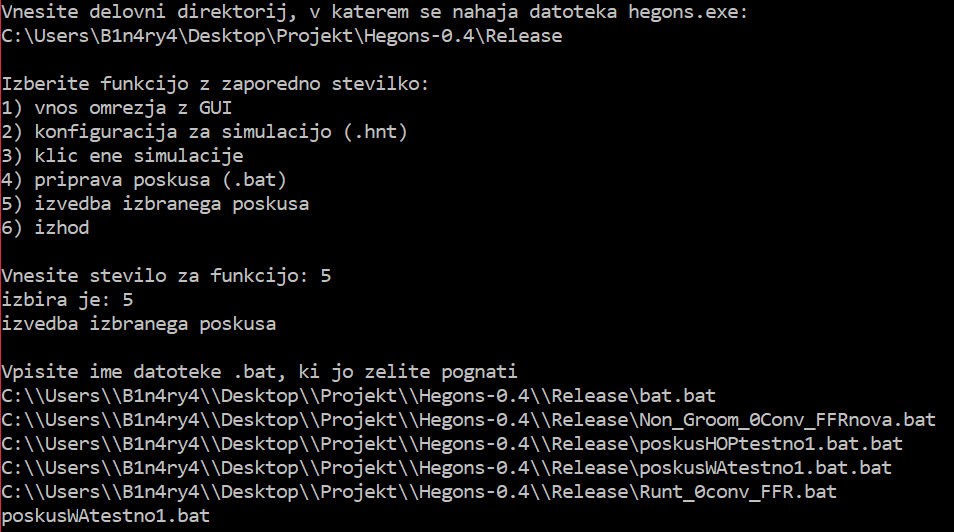 Vnesite delovni direktorij, v katerem se nahaja datoteka hegons.exe:
C:\Users\B1n4ry4\Desktop\Projekt\Hegons-0.4\Release
Izberite funkcijo z zaporedno stevilko:
1) vnos omrezja z GUI
2) konfiguracija za simulacijo (.hnt)
3) klic ene simulacije
4) priprava poskusa (.bat)
5) izvedba izbranega poskusa
6) izhod
Vnesite stevilo za funkcijo: 5
izbira je: 5
izvedba izbranega poskusa
Vpisite ime datoteke .bat, ki jo zelite pognati
C:\\Users\\B1n4ry4\\Desktop\\Projekt\\Hegons-0.4\\Release\bat.bat
C:\\Users\\B1n4ry4\\Desktop\\Projekt\\Hegons-0.4\\Release\Non_Groom_0Conv_FFRnova.bat
C:\\Users\\B1n4ry4\\Desktop\\Projekt\\Hegons-0.4\\Release\poskusHOPtestno1.bat.bat
C:\\Users\\B1n4ry4\\Desktop\\Projekt\\Hegons-0.4\\Release\poskusWAtestno1.bat.bat
C:\\Users\\B1n4ry4\\Desktop\\Projekt\\Hegons-0.4\\Release\Runt_0conv_FFR.bat
poskusWAtestno1.bat